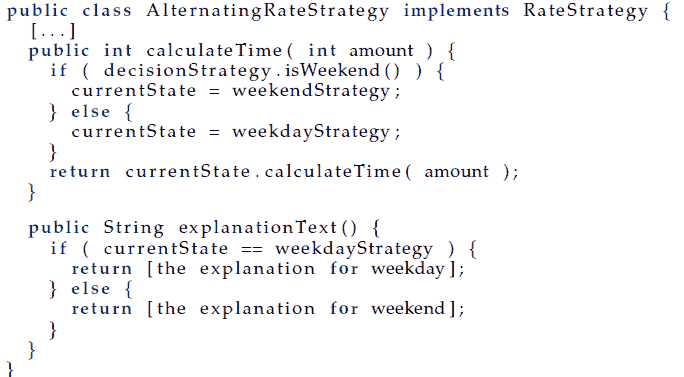 public class AlternatingRateStrategy implements RateStrategy {
[...]
public int calculateTime( int amount ) {
if ( decisionStrategy.isWeekend() ) {
currentState = weekendStrategy;
} else {
currentState = weekdayStrategy;
}
return currentState.calculateTime( amount );
}
public String explanationText() {
if ( currentState == weekdayStrategy ) {
return [the explanation for weekday];
} else {
return [the explanation for weekend];
}
}
}